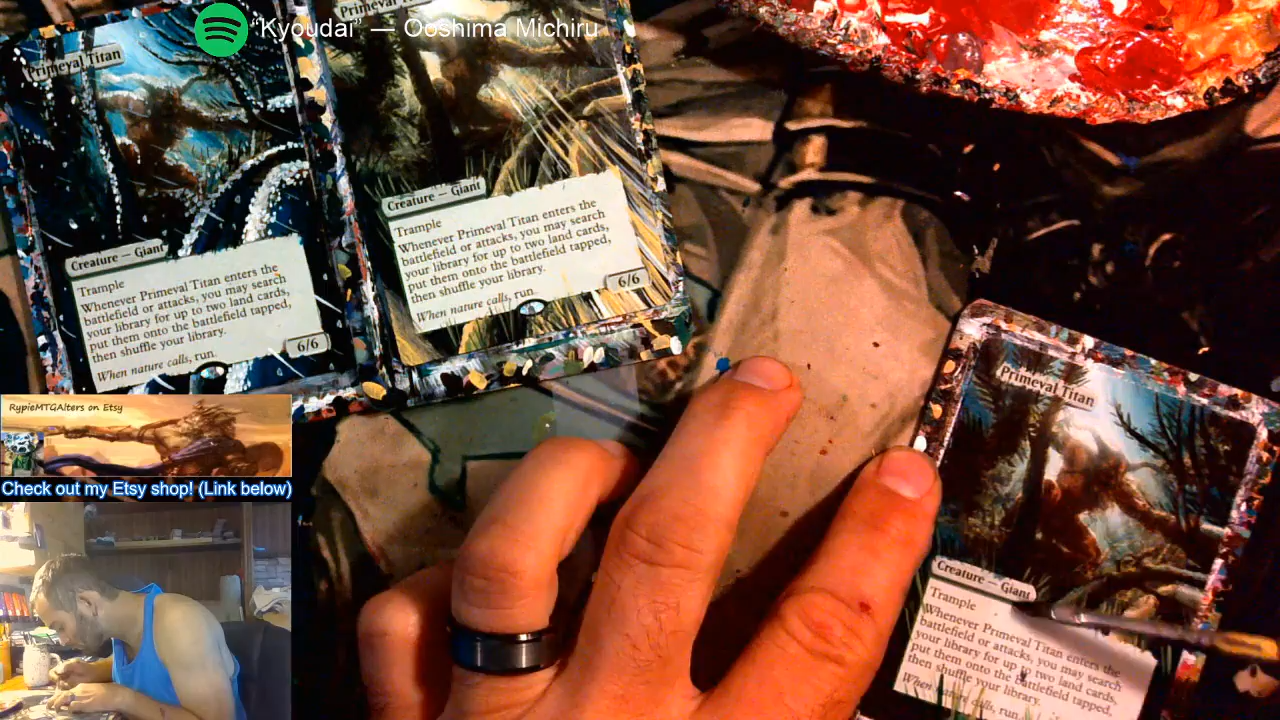 “Kyoudai” — Ooshima Michiru
Primeval Titan
Creature — Giant
Trample
Whenever Primeval Titan enters the
battlefield or attacks, you may search
your library for up to two land cards,
put them onto the battlefield tapped,
then shuffle your library.
When nature calls, run.
6/6
Primeval
Creature — Giant
Trample
Whenever Primeval Titan enters the
battlefield or attacks, you may search
your library for up to two land cards,
put them onto the battlefield tapped,
then shuffle your library.
When nature calls, run.
6/6
RypieMTGAlters on Etsy
Check out my Etsy shop! (Link below)
Primeval Titan
Creature — Giant
Trample
Whenever Primeval Titan enters the
battlefield or attacks, you may search
your library for up to two land cards,
put them onto the battlefield tapped,
then shuffle your library.
When nature calls, run.